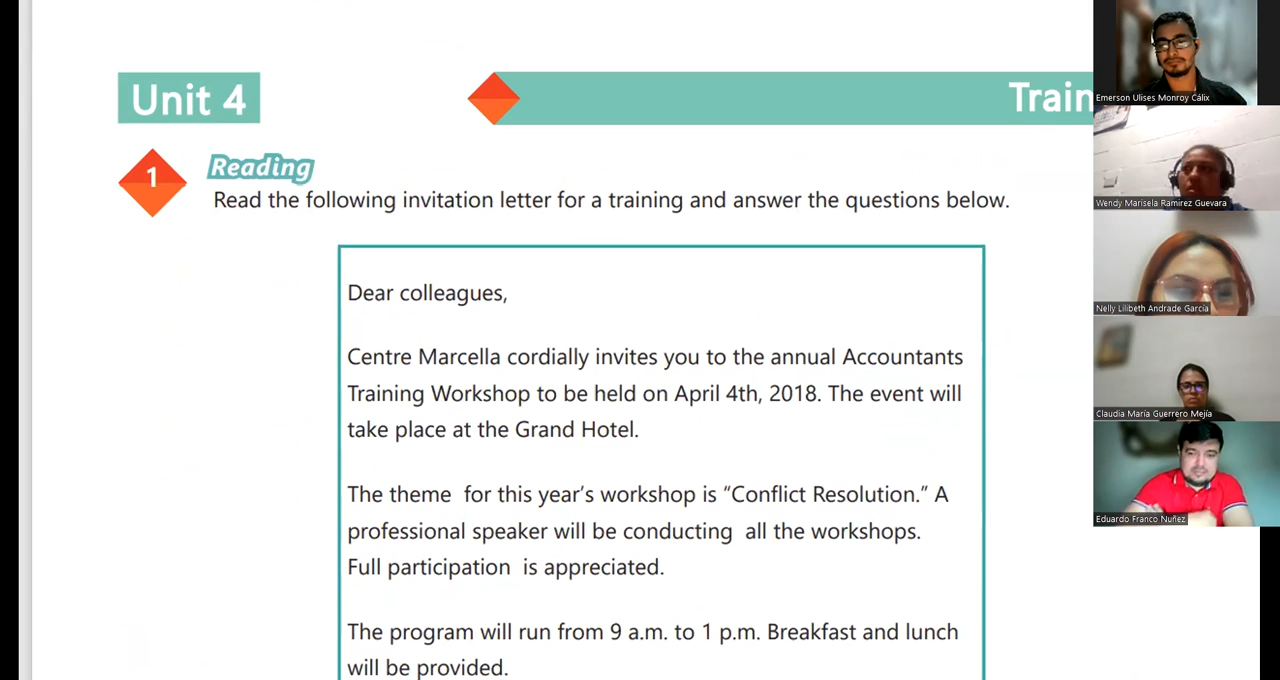 Unit 4
Train
1
Reading
Read the following invitation letter for a training and answer the questions below.
Dear colleagues,
Centre Marcella cordially invites you to the annual Accountants
Training Workshop to be held on April 4th, 2018. The event will
take place at the Grand Hotel.
The theme for this year's workshop is “Conflict Resolution.” A
professional speaker will be conducting all the workshops.
Full participation is appreciated.
The program will run from 9 a.m. to 1 p.m. Breakfast and lunch
will be provided.
Emerson Ulises Monroy Cálix
Wendy Marisela Ramirez Guevara
Nelly Lilibeth Andrade García
Claudia María Guerrero Mejía
Eduardo Franco Nuñez